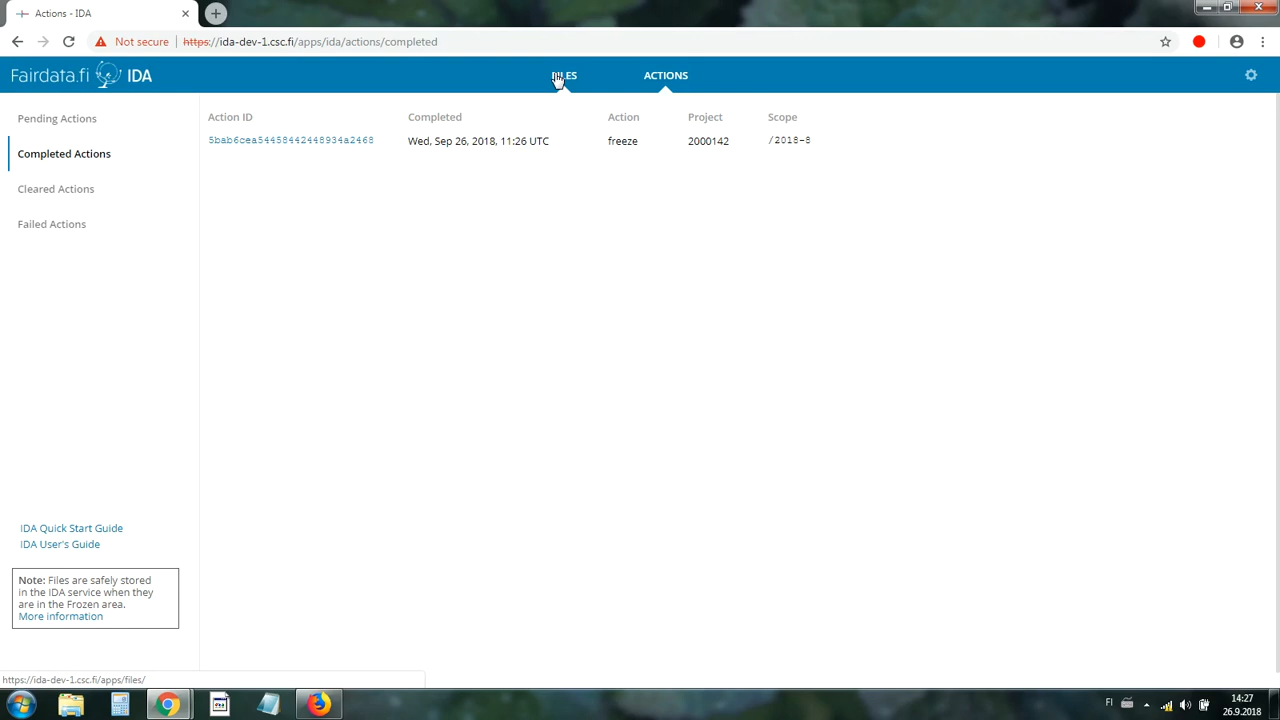 Actions - IDA
Not secure https://ida-dev-1.csc.fi/apps/ida/actions/completed
Fairdata.fi IDA
FILES ACTIONS
Pending Actions
Completed Actions
Cleared Actions
Failed Actions
Action ID Completed Action Project Scope
5bab6cea54458442448934a2468 Wed, Sep 26, 2018, 11:26 UTC freeze 2000142 /2018-8
IDA Quick Start Guide
IDA User's Guide
Note: Files are safely stored
in the IDA service when they
are in the Frozen area.
More information
https://ida-dev-1.csc.fi/apps/files/
FI
14:27
26.9.2018